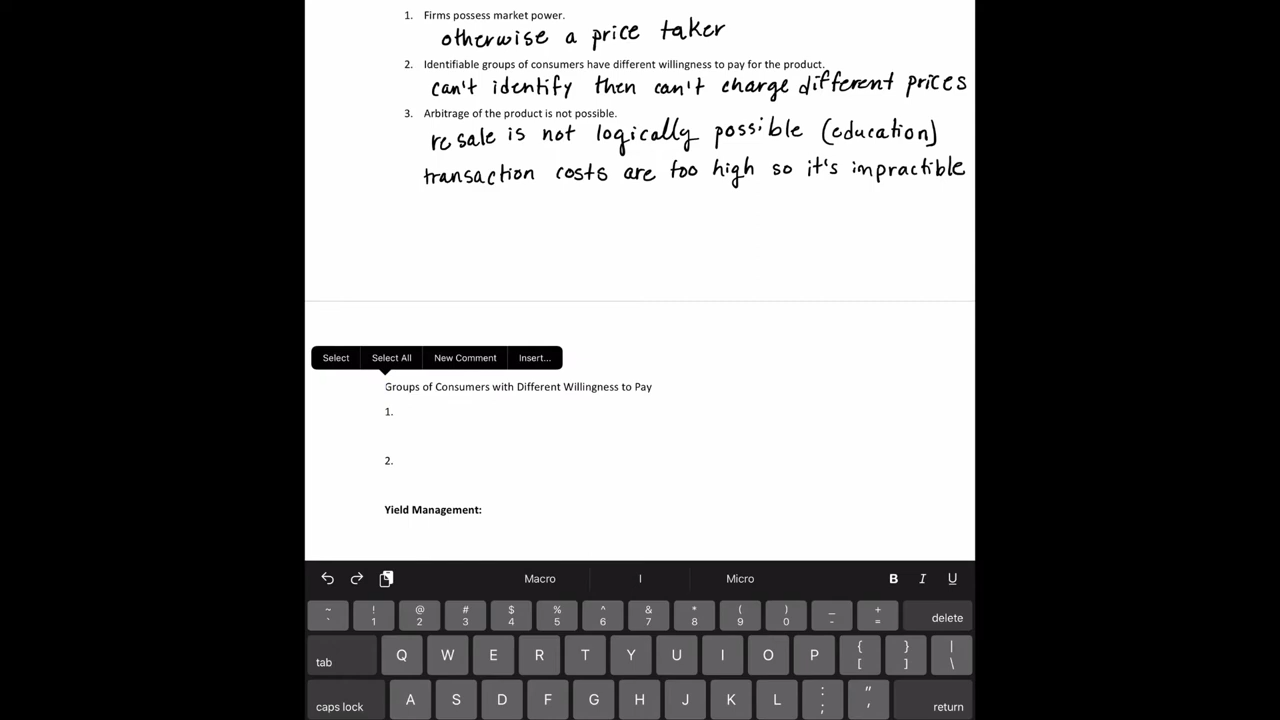 1. Firms possess market power.
otherwise a price taker
2. Identifiable groups of consumers have different willingness to pay for the product.
can't identify then can't charge different prices
3. Arbitrage of the product is not possible.
resale is not logically possible (education)
transaction costs are too high so it's impractible
Select Select All New Comment Insert...
Groups of Consumers with Different Willingness to Pay
1.
2.
Yield Management:
Macro I Micro B I U
~ ! @ # $ % ^ & * ( ) _ +
` 1 2 3 4 5 6 7 8 9 0 - = delete
{ } |
tab Q W E R T Y U I O P [ ] \
: "
caps lock A S D F G H J K L ; ' return